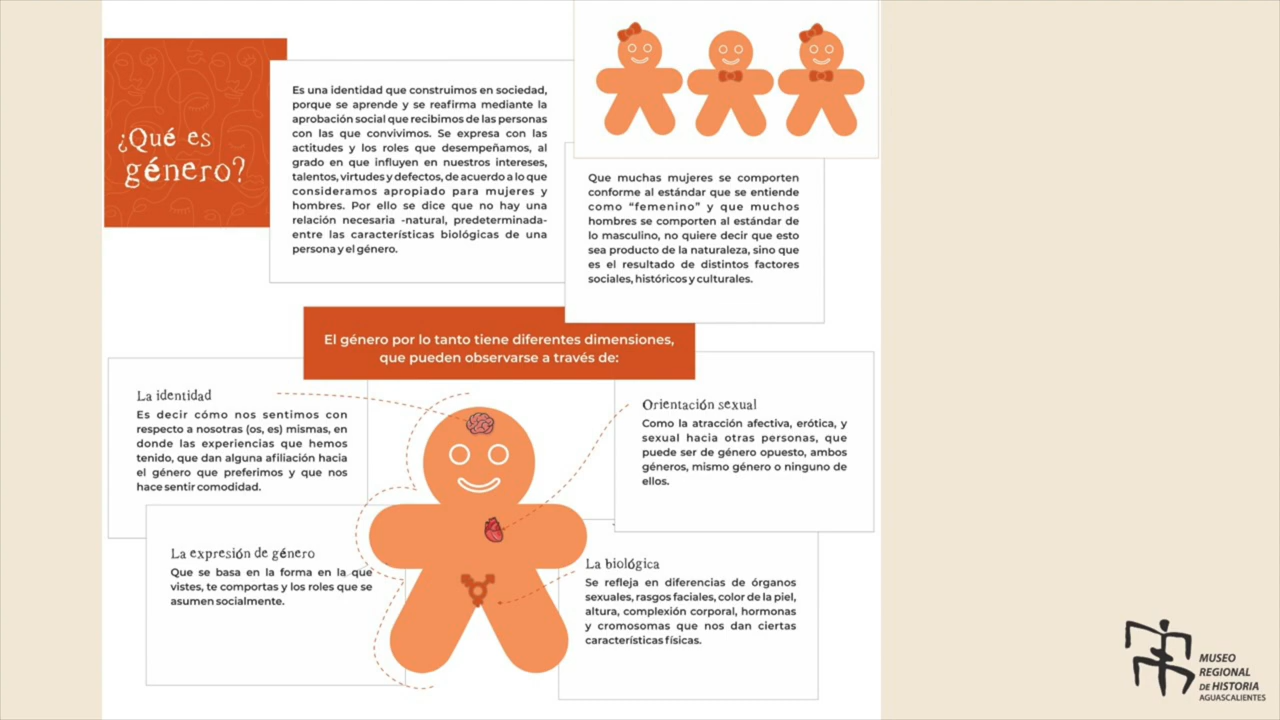 ¿Qué es
género?
Es una identidad que construimos en sociedad,
porque se aprende y se reafirma mediante la
aprobación social que recibimos de las personas
con las que convivimos. Se expresa con las
actitudes y los roles que desempeñamos, al
grado en que influyen en nuestros intereses,
talentos, virtudes y defectos, de acuerdo a lo que
consideramos apropiado para mujeres y
hombres. Por ello se dice que no hay una
relación necesaria -natural, predeterminada-
entre las características biológicas de una
persona y el género.
Que muchas mujeres se comporten
conforme al estándar que se entiende
como “femenino” y que muchos
hombres se comporten al estándar de
lo masculino, no quiere decir que esto
sea producto de la naturaleza, sino que
es el resultado de distintos factores
sociales, históricos y culturales.
El género por lo tanto tiene diferentes dimensiones,
que pueden observarse a través de:
La identidad
Es decir cómo nos sentimos con
respecto a nosotras (os, es) mismas, en
donde las experiencias que hemos
tenido, que dan alguna afiliación hacia
el género que preferimos y que nos
hace sentir comodidad.
Orientación sexual
Como la atracción afectiva, erótica, y
sexual hacia otras personas, que
puede ser de género opuesto, ambos
géneros, mismo género o ninguno de
ellos.
La expresión de género
Que se basa en la forma en la que
vistes, te comportas y los roles que se
asumen socialmente.
La biológica
Se refleja en diferencias de órganos
sexuales, rasgos faciales, color de la piel,
altura, complexión corporal, hormonas
y cromosomas que nos dan ciertas
características físicas.
MUSEO
REGIONAL
DE HISTORIA
AGUASCALIENTES